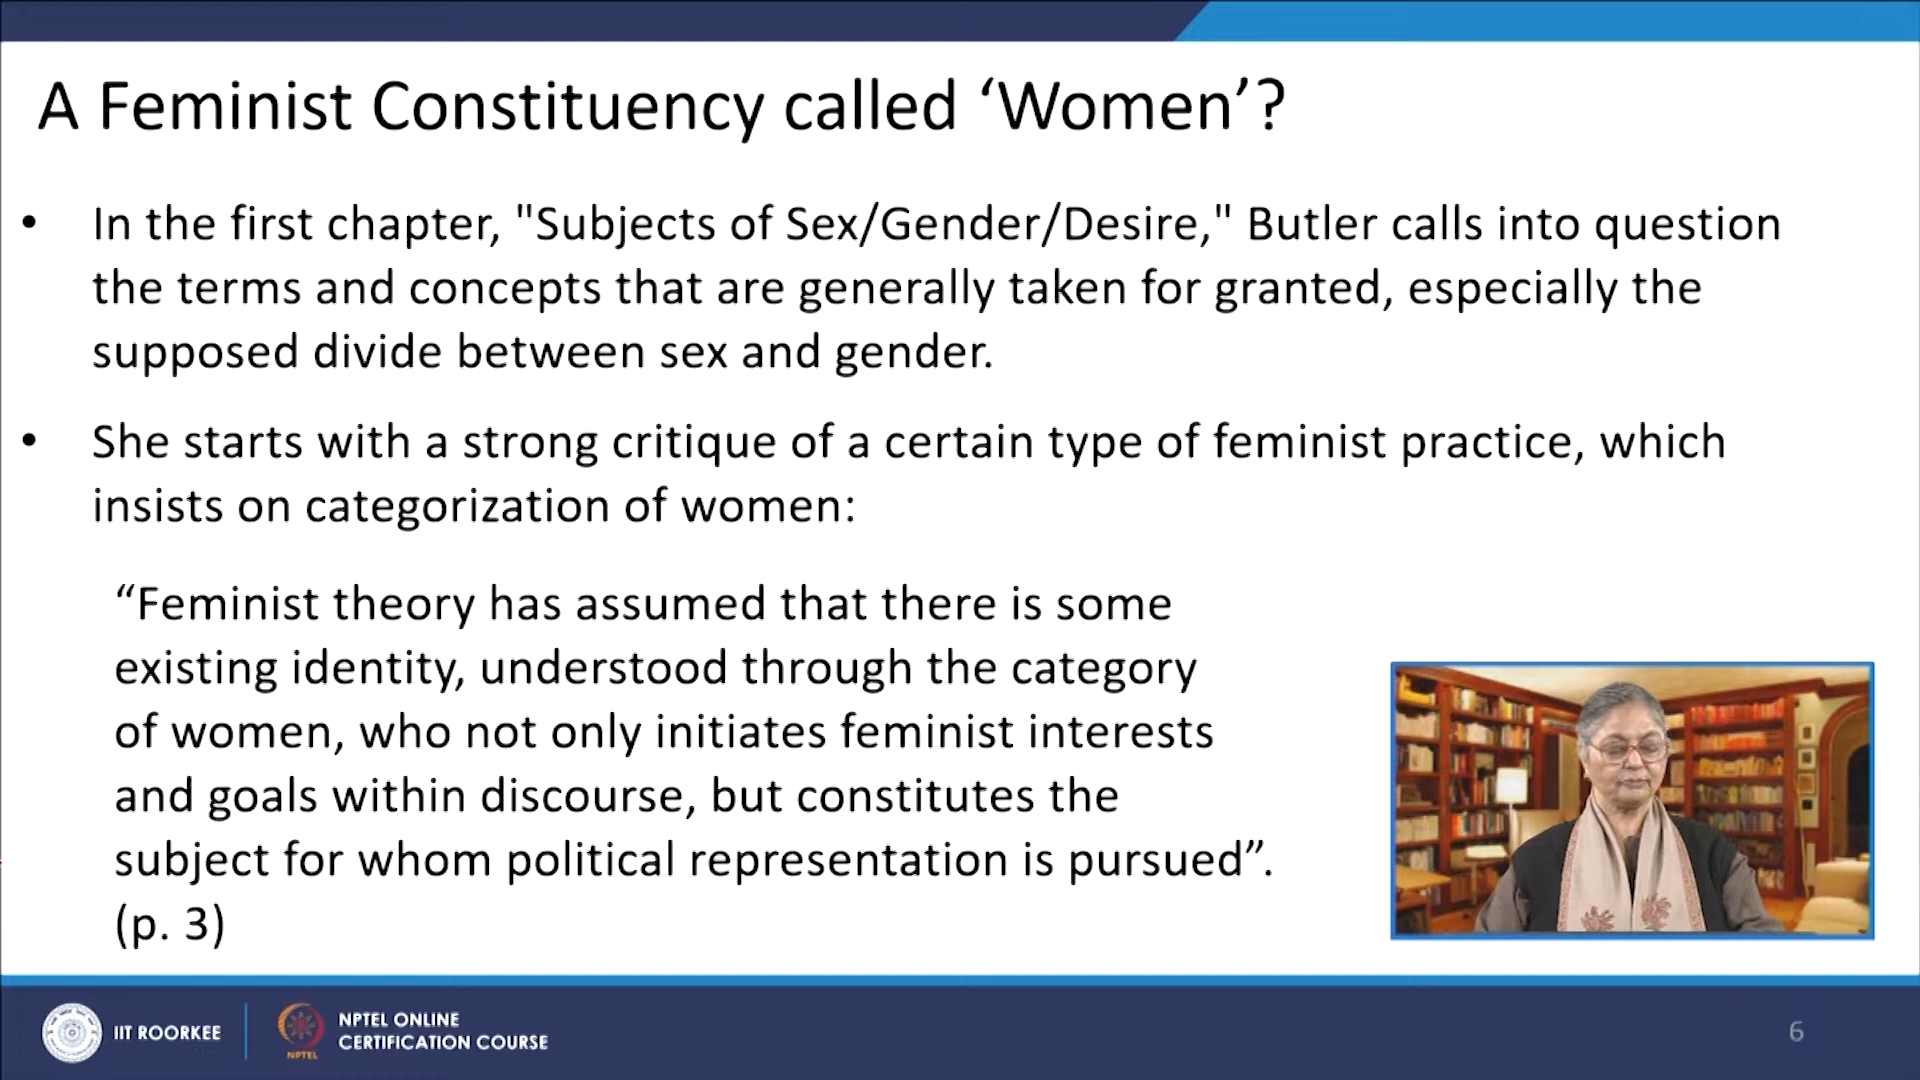 A Feminist Constituency called ‘Women’?
• In the first chapter, "Subjects of Sex/Gender/Desire," Butler calls into question
the terms and concepts that are generally taken for granted, especially the
supposed divide between sex and gender.
• She starts with a strong critique of a certain type of feminist practice, which
insists on categorization of women:
“Feminist theory has assumed that there is some
existing identity, understood through the category
of women, who not only initiates feminist interests
and goals within discourse, but constitutes the
subject for whom political representation is pursued”.
(p. 3)
IIT ROORKEE
NPTEL
NPTEL ONLINE
CERTIFICATION COURSE
6